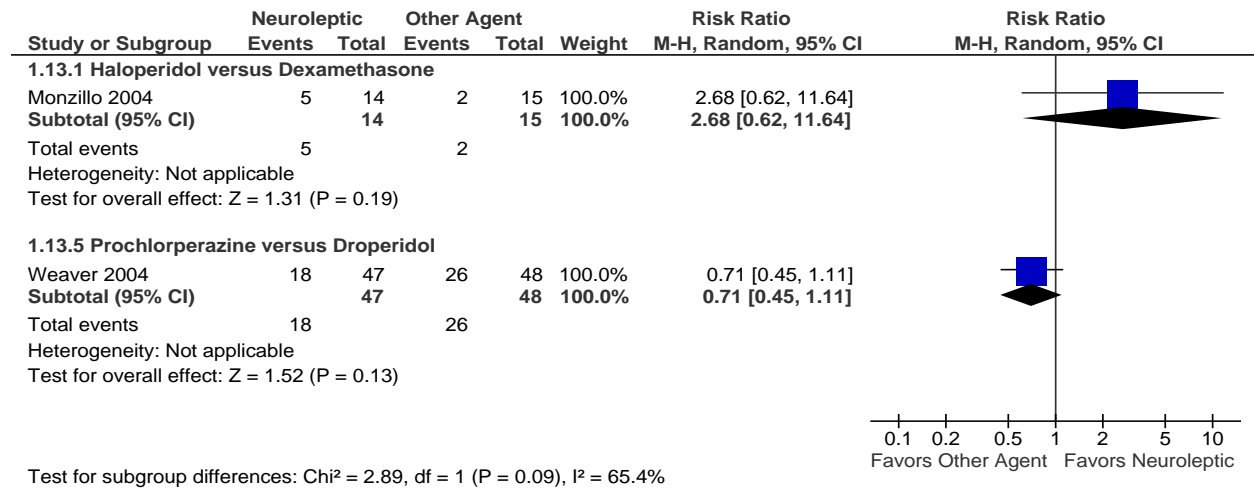 Neuroleptic Other Agent Risk Ratio Risk Ratio
Study or Subgroup Events Total Events Total Weight M-H, Random, 95% CI M-H, Random, 95% CI
1.13.1 Haloperidol versus Dexamethasone
Monzillo 2004 5 14 2 15 100.0% 2.68 [0.62, 11.64]
Subtotal (95% CI) 14 15 100.0% 2.68 [0.62, 11.64]
Total events 5 2
Heterogeneity: Not applicable
Test for overall effect: Z = 1.31 (P = 0.19)
1.13.5 Prochlorperazine versus Droperidol
Weaver 2004 18 47 26 48 100.0% 0.71 [0.45, 1.11]
Subtotal (95% CI) 47 48 100.0% 0.71 [0.45, 1.11]
Total events 18 26
Heterogeneity: Not applicable
Test for overall effect: Z = 1.52 (P = 0.13)
0.1 0.2 0.5 1 2 5 10
Favors Other Agent Favors Neuroleptic
Test for subgroup differences: Chi² = 2.89, df = 1 (P = 0.09), I² = 65.4%